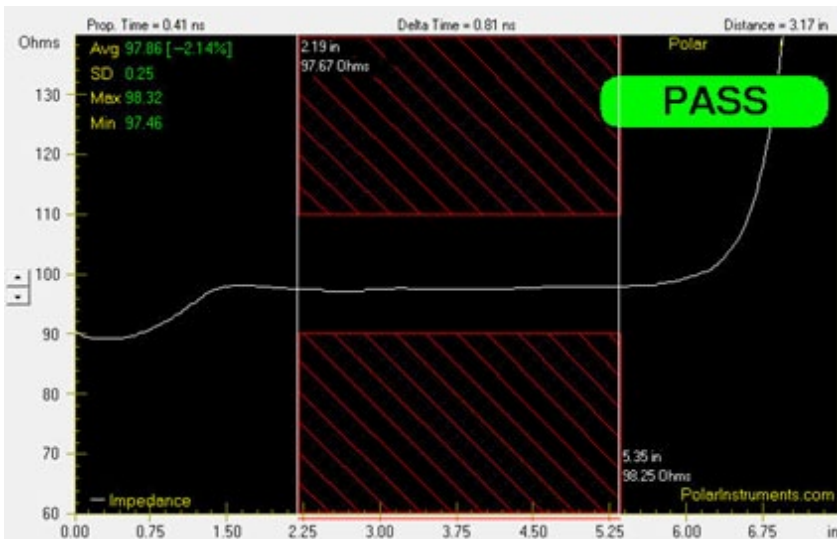 Prop. Time = 0.41 ns Delta Time = 0.81 ns Distance = 3.17 in
Ohms
Avg 97.86 [-2.14%]
SD 0.25
Max 98.32
Min 97.46
2.19 in
97.67 Ohms
Polar
PASS
130
120
110
100
90
80
70
60
5.35 in
98.25 Ohms
Impedance
PolarInstruments.com
0.00 0.75 1.50 2.25 3.00 3.75 4.50 5.25 6.00 6.75 in